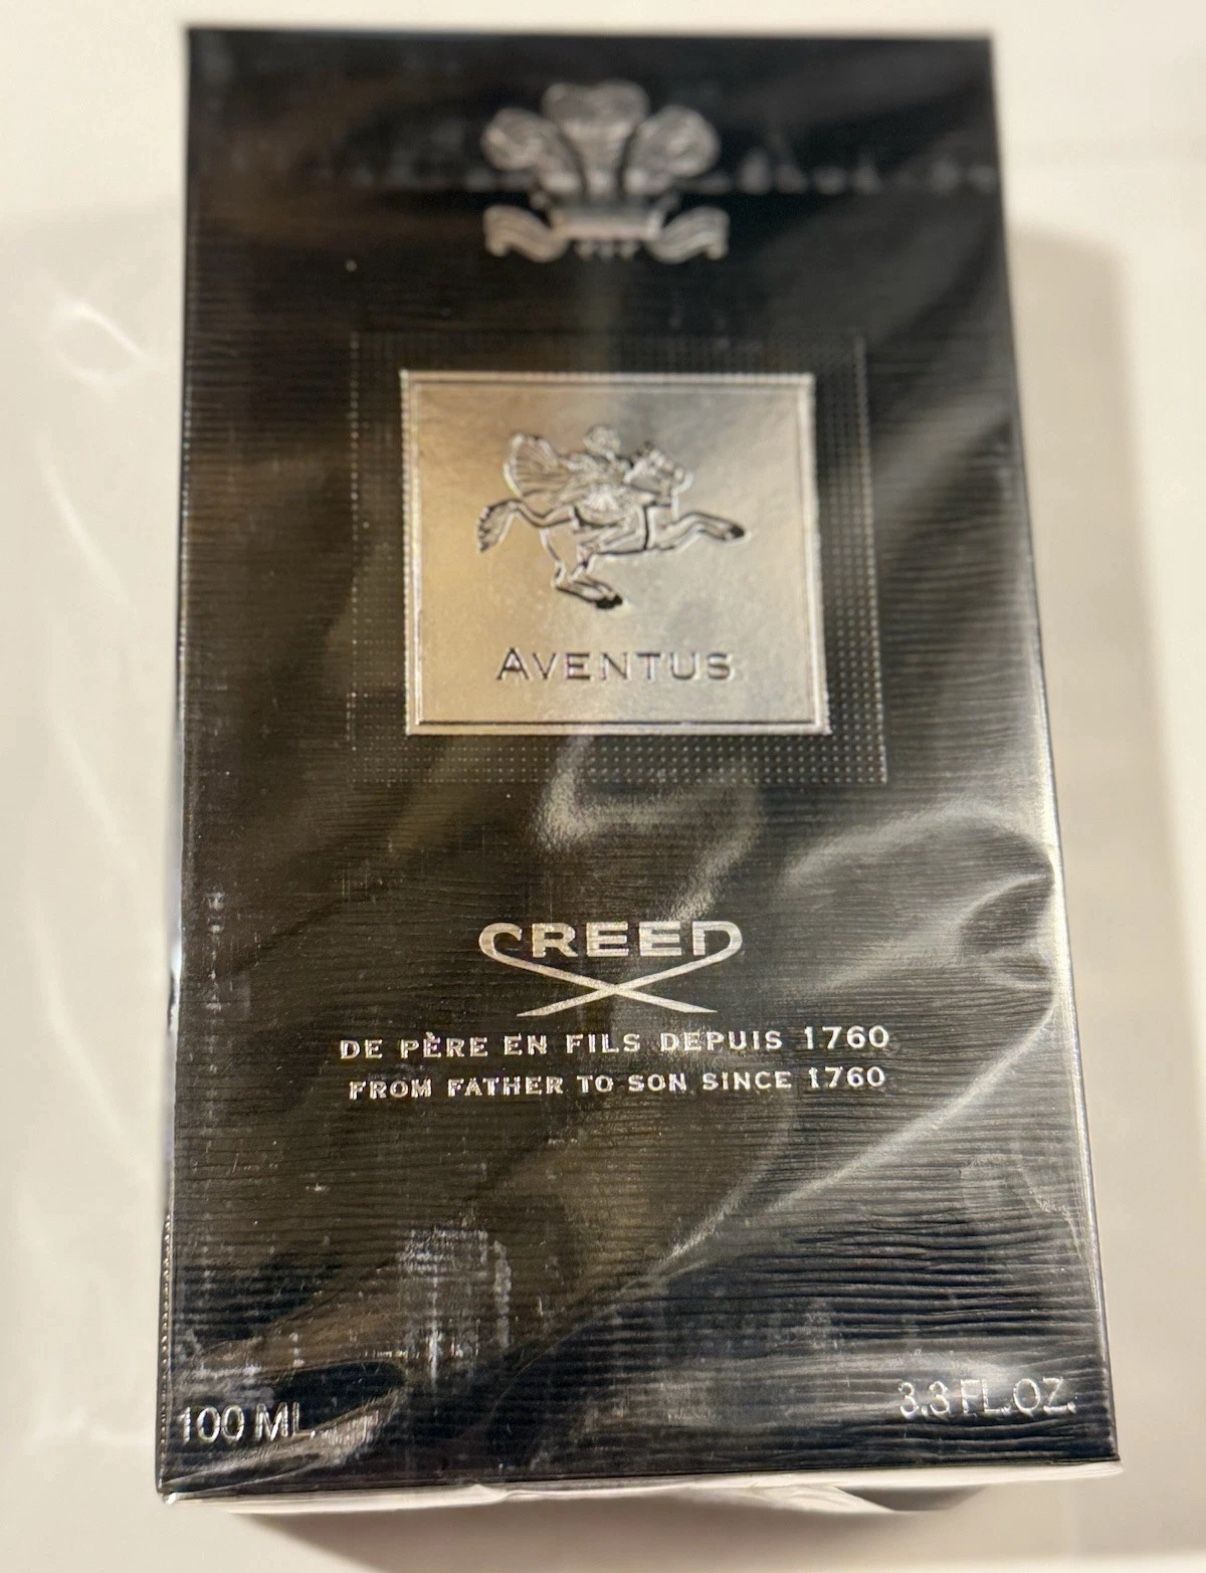 AVENTUS
CREED
DE PÈRE EN FILS DEPUIS 1760
FROM FATHER TO SON SINCE 1760
100 ML
3.3 FL.OZ.